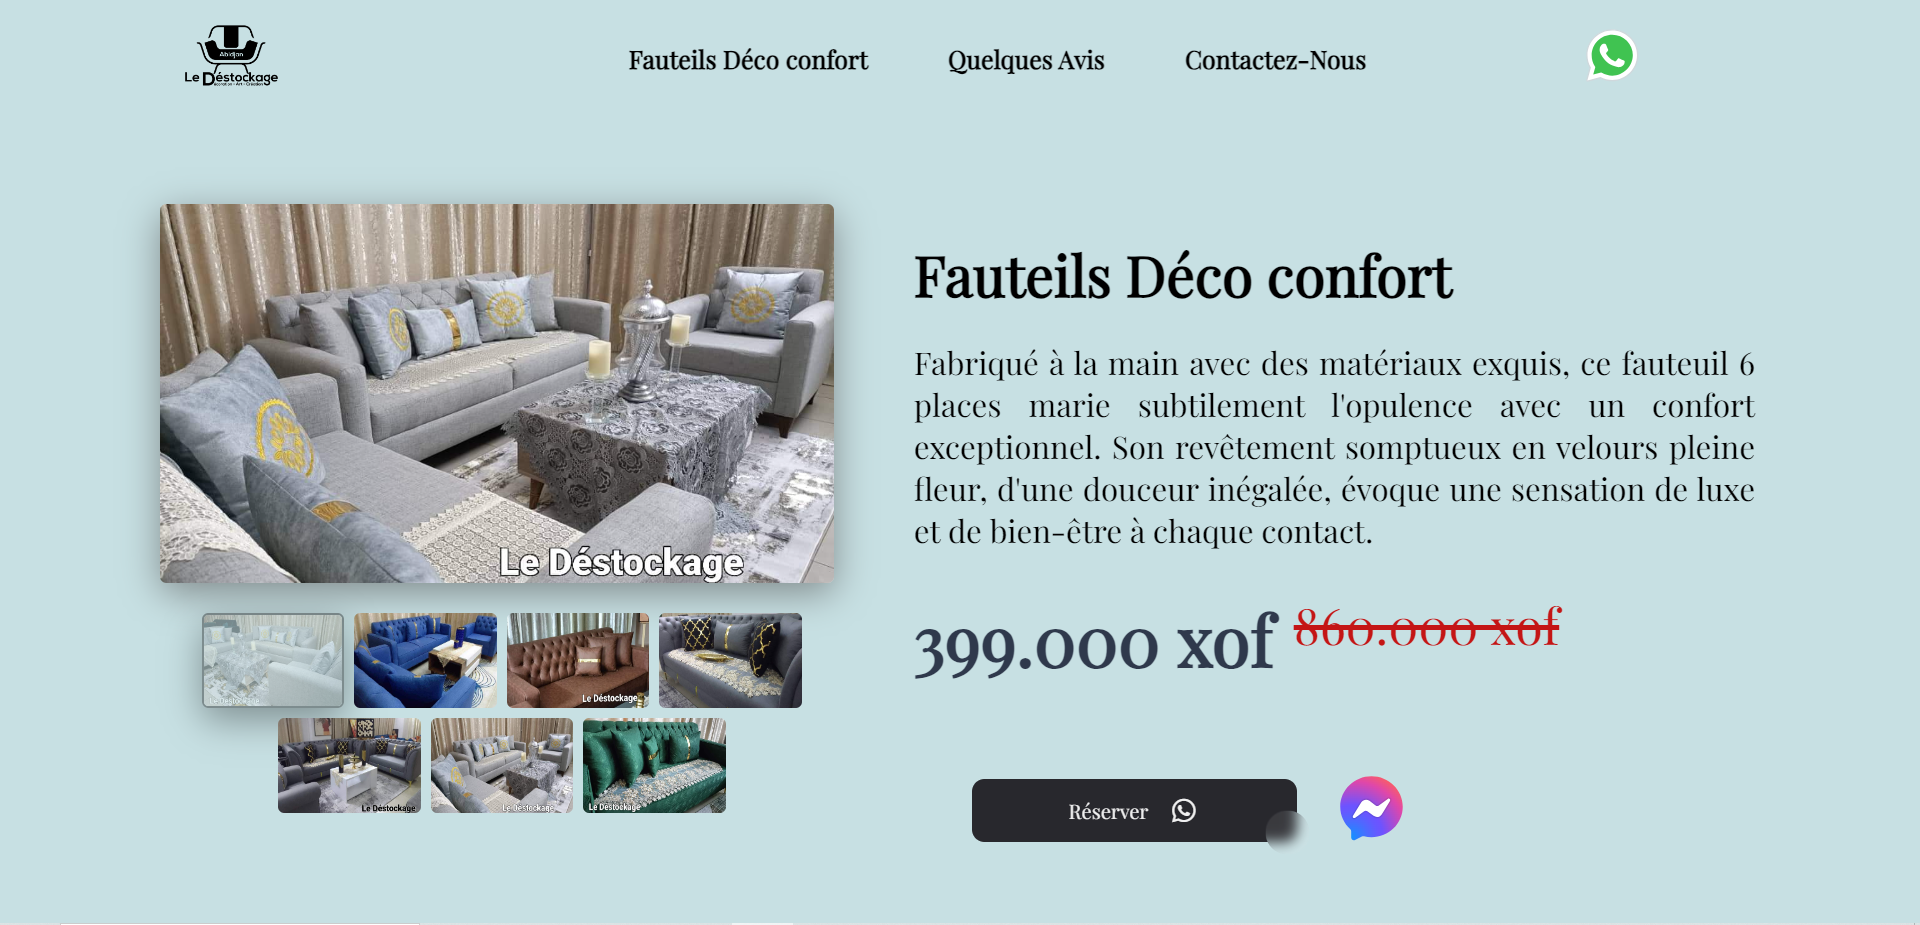 Abidjan
Le Déstockage
Décoration - Art - Création
Fauteils Déco confort
Quelques Avis
Contactez-Nous
Le Déstockage
Fauteils Déco confort
Fabriqué à la main avec des matériaux exquis, ce fauteuil 6
places marie subtilement l'opulence avec un confort
exceptionnel. Son revêtement somptueux en velours pleine
fleur, d'une douceur inégalée, évoque une sensation de luxe
et de bien-être à chaque contact.
399.000 xof 860.000 xof
Le Déstockage
Le Déstockage
Le Déstockage
Le Déstockage
Le Déstockage
Réserver